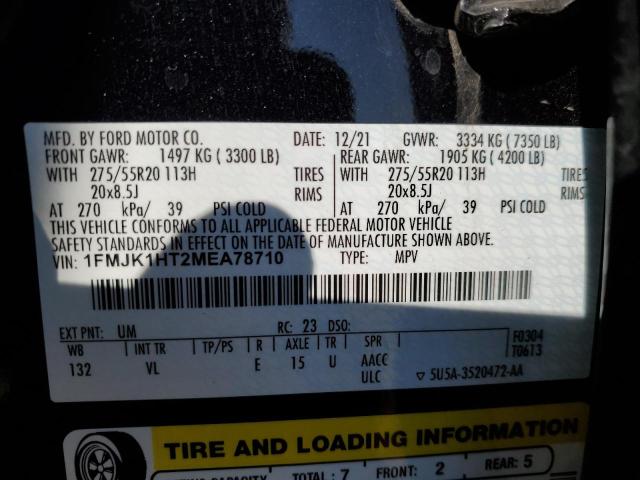 MFD. BY FORD MOTOR CO. DATE: 12/21 GVWR: 3334 KG ( 7350 LB)
FRONT GAWR: 1497 KG ( 3300 LB) REAR GAWR: 1905 KG ( 4200 LB)
WITH 275/55R20 113H TIRES WITH 275/55R20 113H TIRES
20x8.5J RIMS 20x8.5J RIMS
AT 270 kPa/ 39 PSI COLD AT 270 kPa/ 39 PSI COLD
THIS VEHICLE CONFORMS TO ALL APPLICABLE FEDERAL MOTOR VEHICLE
SAFETY STANDARDS IN EFFECT ON THE DATE OF MANUFACTURE SHOWN ABOVE.
VIN: 1FMJK1HT2MEA78710 TYPE: MPV
EXT PNT: UM RC: 23 DSO: F0304
WB INT TR TP/PS R AXLE TR SPR T0613
132 VL E 15 U AACC
ULC ▽ 5U5A-3520472-AA
TIRE AND LOADING INFORMATION
CAPACITY TOTAL : 7 FRONT: 2 REAR: 5